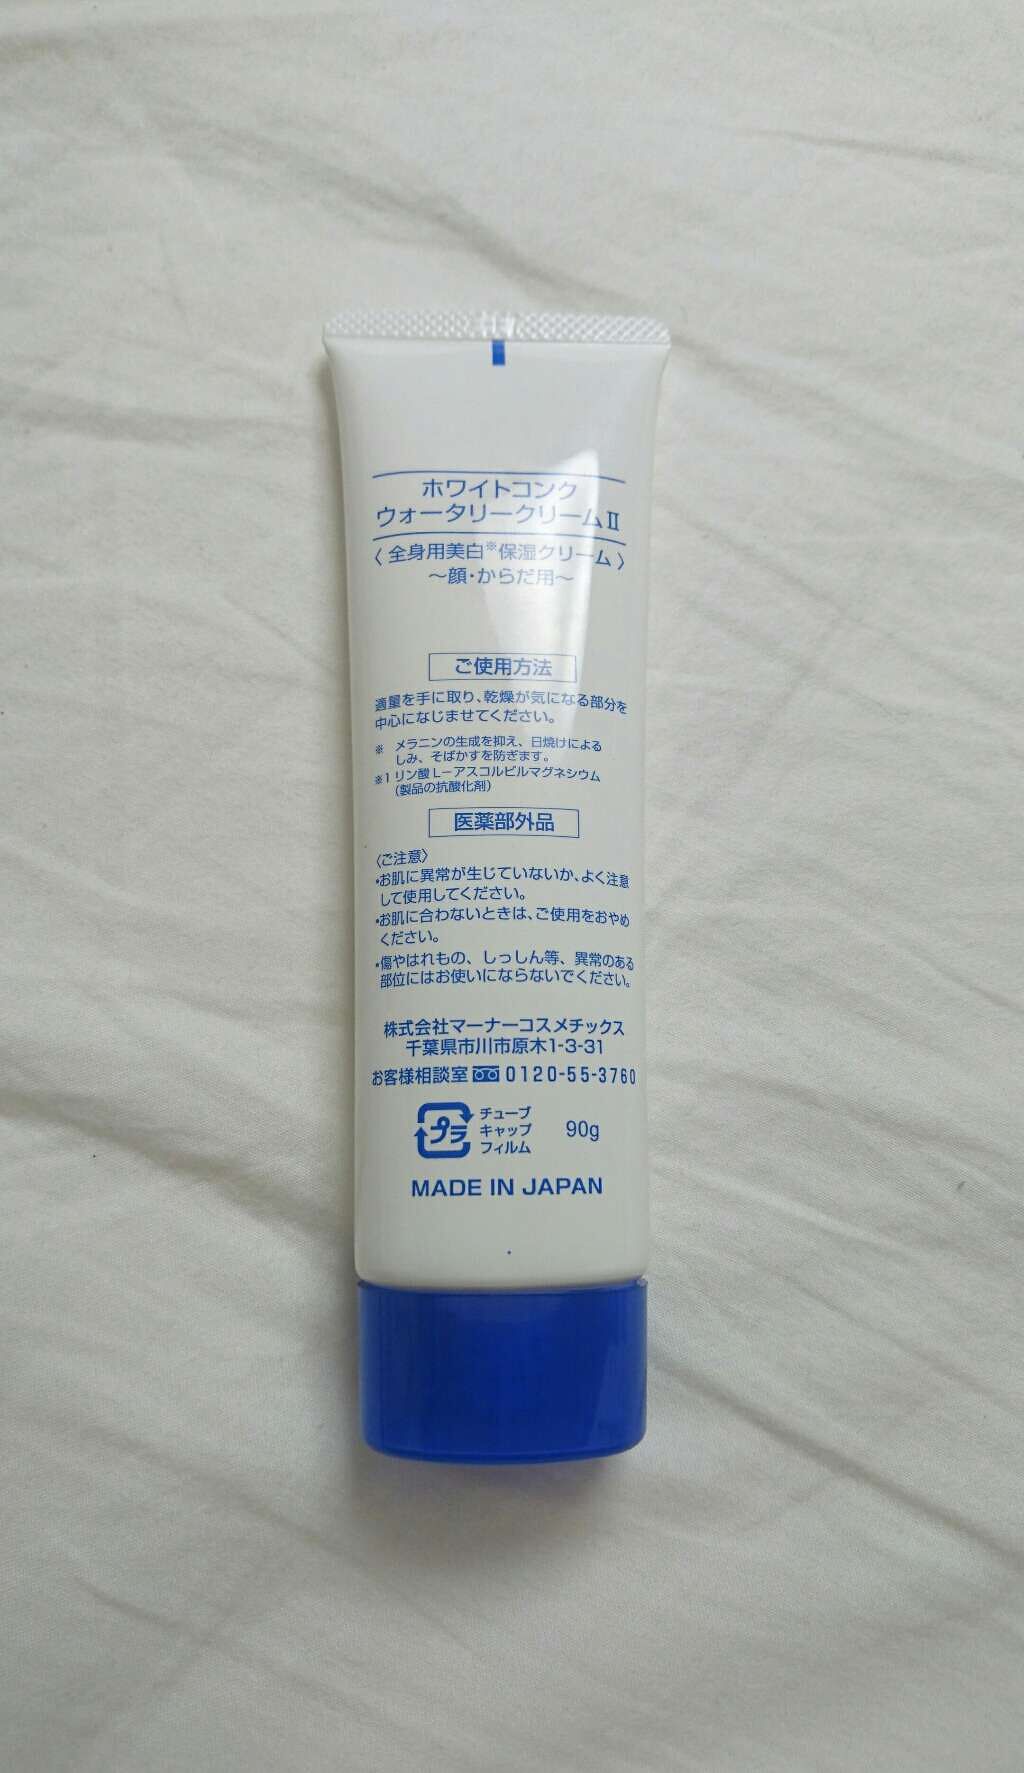 ホワイトコンク
ウォータリークリームⅡ
〈全身用美白※保湿クリーム〉
～顔・からだ用～
ご使用方法
適量を手に取り、乾燥が気になる部分を
中心になじませてください。
※ メラニンの生成を抑え、日焼けによる
しみ、そばかすを防ぎます。
※1 リン酸L－アスコルビルマグネシウム
(製品の抗酸化剤)
医薬部外品
〈ご注意〉
・お肌に異常が生じていないか、よく注意
して使用してください。
・お肌に合わないときは、ご使用をおやめ
ください。
・傷やはれもの、しっしん等、異常のある
部位にはお使いにならないでください。
株式会社マーナーコスメチックス
千葉県市川市原木1-3-31
お客様相談室 0120-55-3760
プラ
チューブ
キャップ
フィルム
90g
MADE IN JAPAN